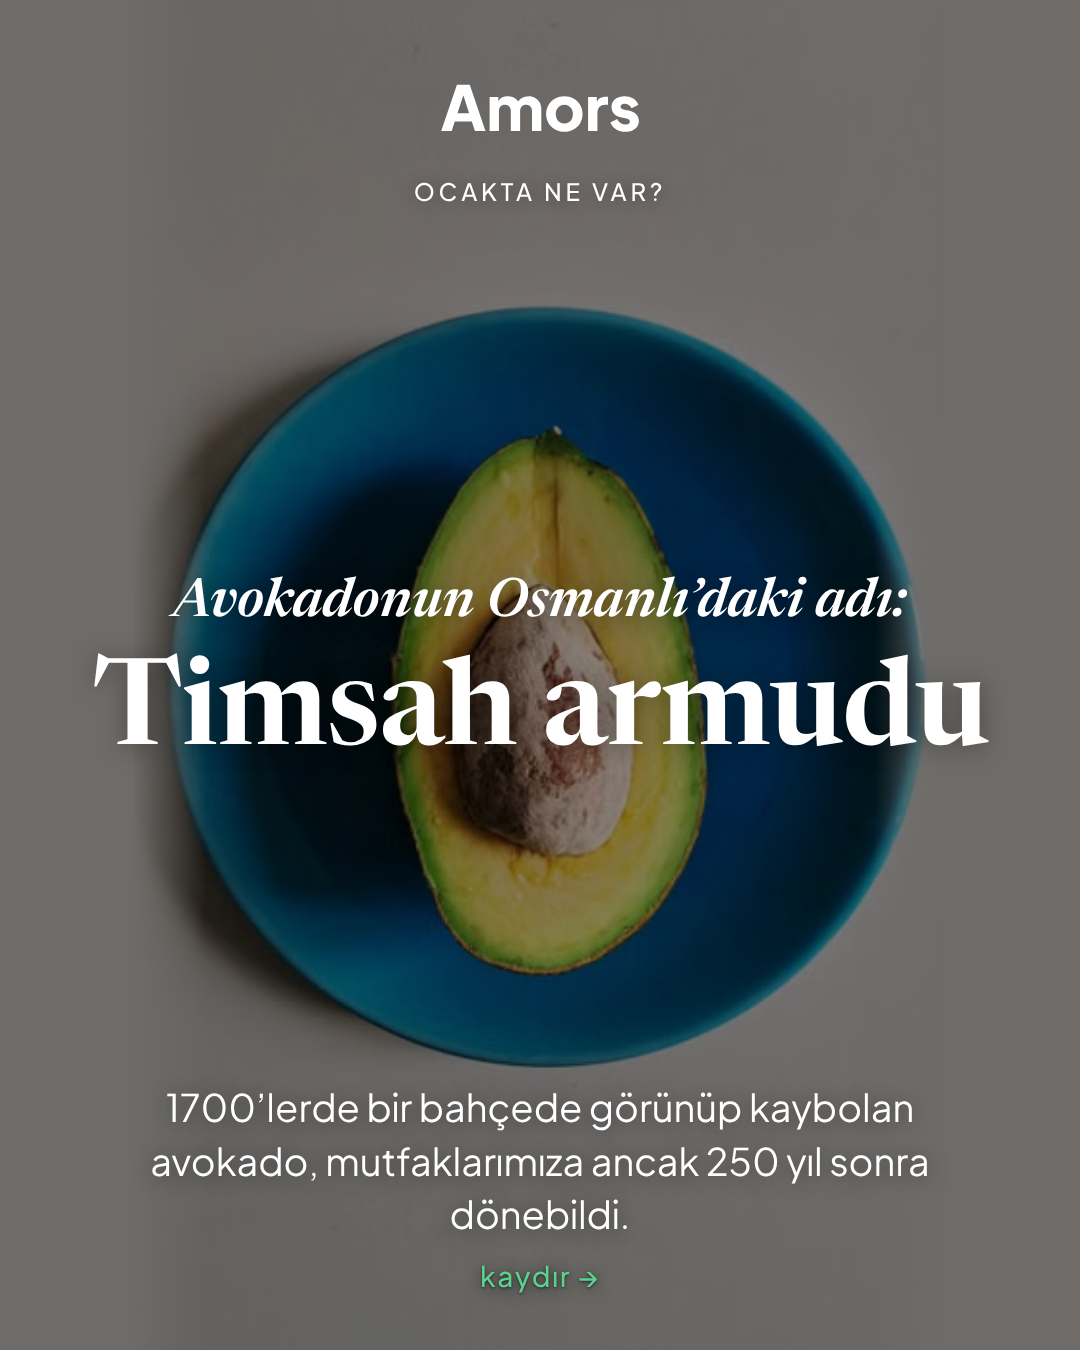 Amors
OCAKTA NE VAR?
Avokadonun Osmanlı’daki adı:
Timsah armudu
1700’lerde bir bahçede görünüp kaybolan
avokado, mutfaklarımıza ancak 250 yıl sonra
dönebildi.
kaydır →